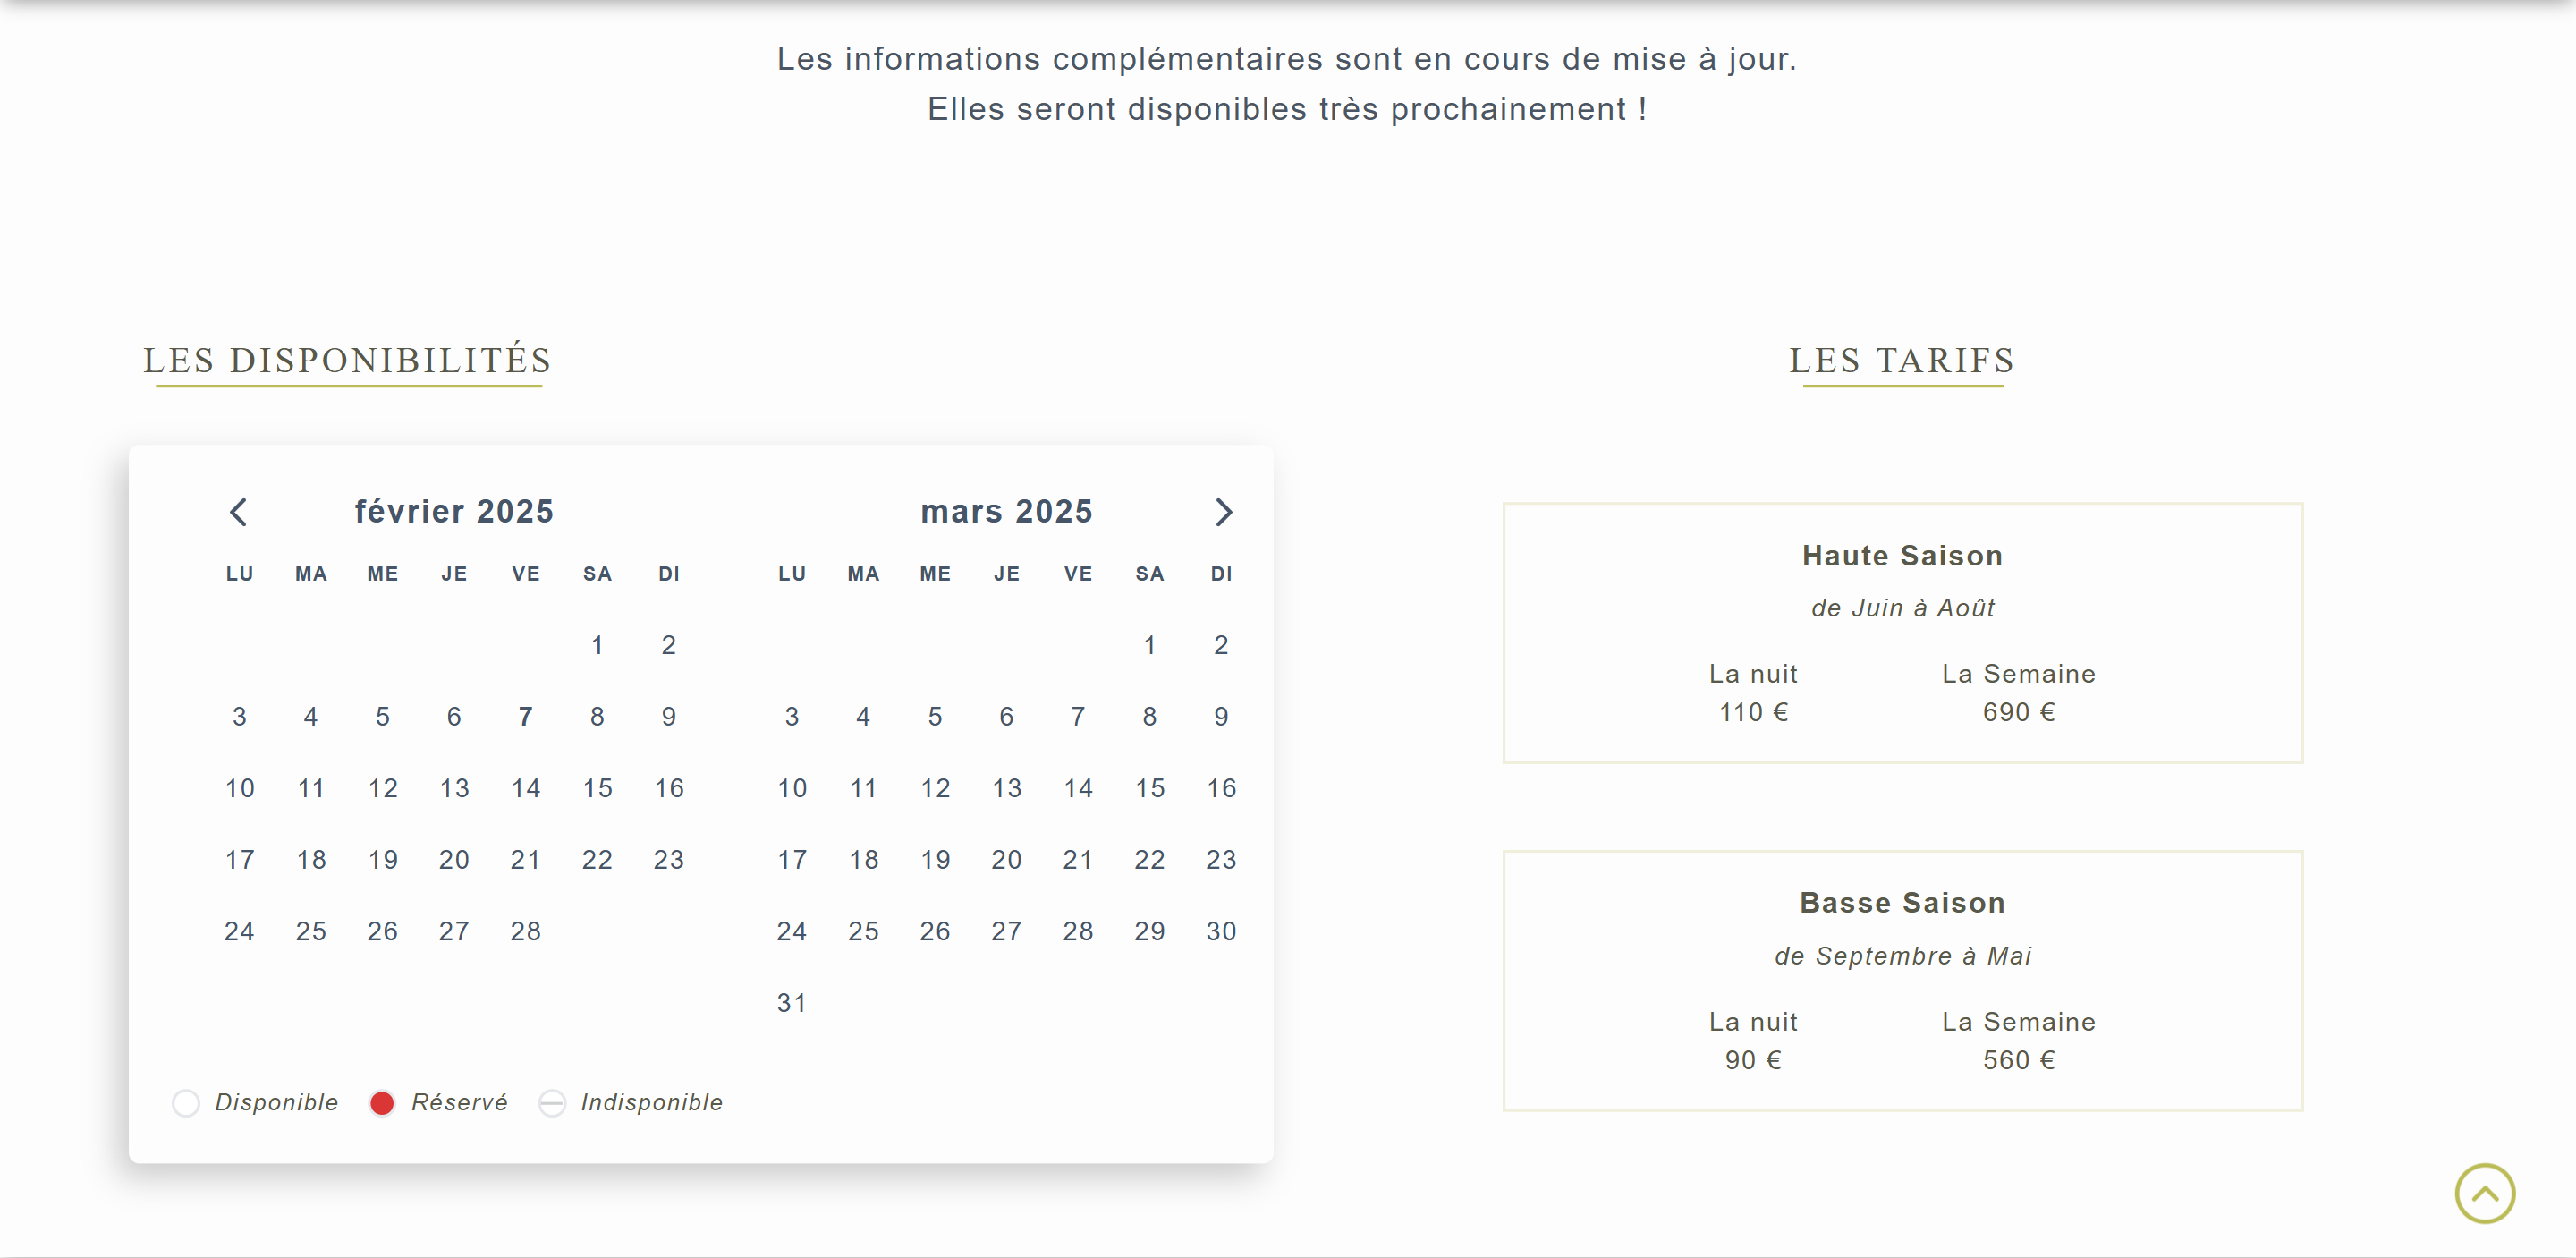 Les informations complémentaires sont en cours de mise à jour.
Elles seront disponibles très prochainement !
LES DISPONIBILITÉS
février 2025
LU MA ME JE VE SA DI
1 2
3 4 5 6 7 8 9
10 11 12 13 14 15 16
17 18 19 20 21 22 23
24 25 26 27 28
mars 2025
LU MA ME JE VE SA DI
1 2
3 4 5 6 7 8 9
10 11 12 13 14 15 16
17 18 19 20 21 22 23
24 25 26 27 28 29 30
31
Disponible Réservé Indisponible
LES TARIFS
Haute Saison
de Juin à Août
La nuit La Semaine
110 € 690 €
Basse Saison
de Septembre à Mai
La nuit La Semaine
90 € 560 €